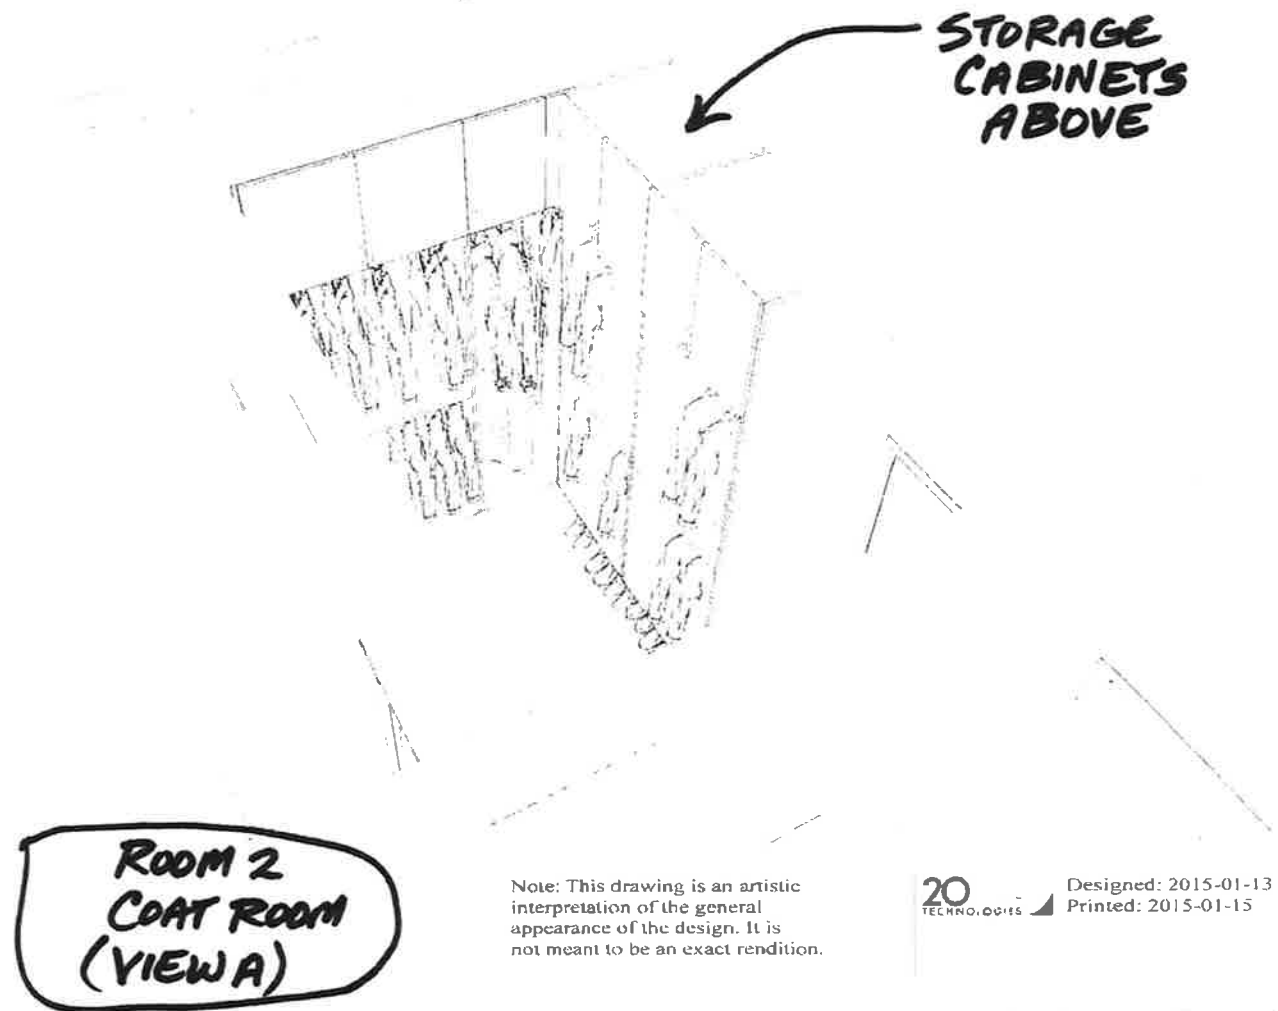 STORAGE
CABINETS
ABOVE
ROOM 2
COAT ROOM
(VIEW A)
Note: This drawing is an artistic
interpretation of the general
appearance of the design. It is
not meant to be an exact rendition.
20
TECHNOLOGIES
Designed: 2015-01-13
Printed: 2015-01-15